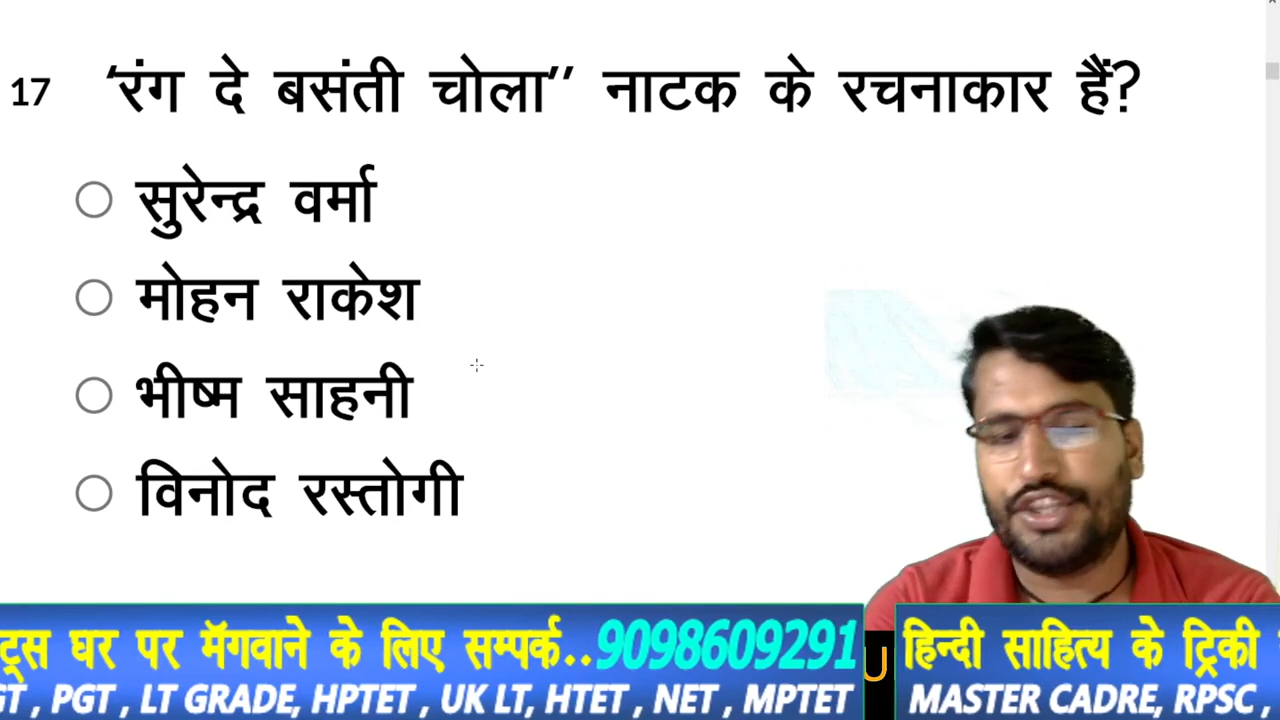 17 ‘रंग दे बसंती चोला’’ नाटक के रचनाकार हैं?
सुरेन्द्र वर्मा
मोहन राकेश
भीष्म साहनी
विनोद रस्तोगी
घर पर मॅगवाने के लिए सम्पर्क..9098609291
हिन्दी साहित्य के ट्रिकी
, PGT , LT GRADE, HPTET , UK LT, HTET , NET , MPTET
U
MASTER CADRE, RPSC ,